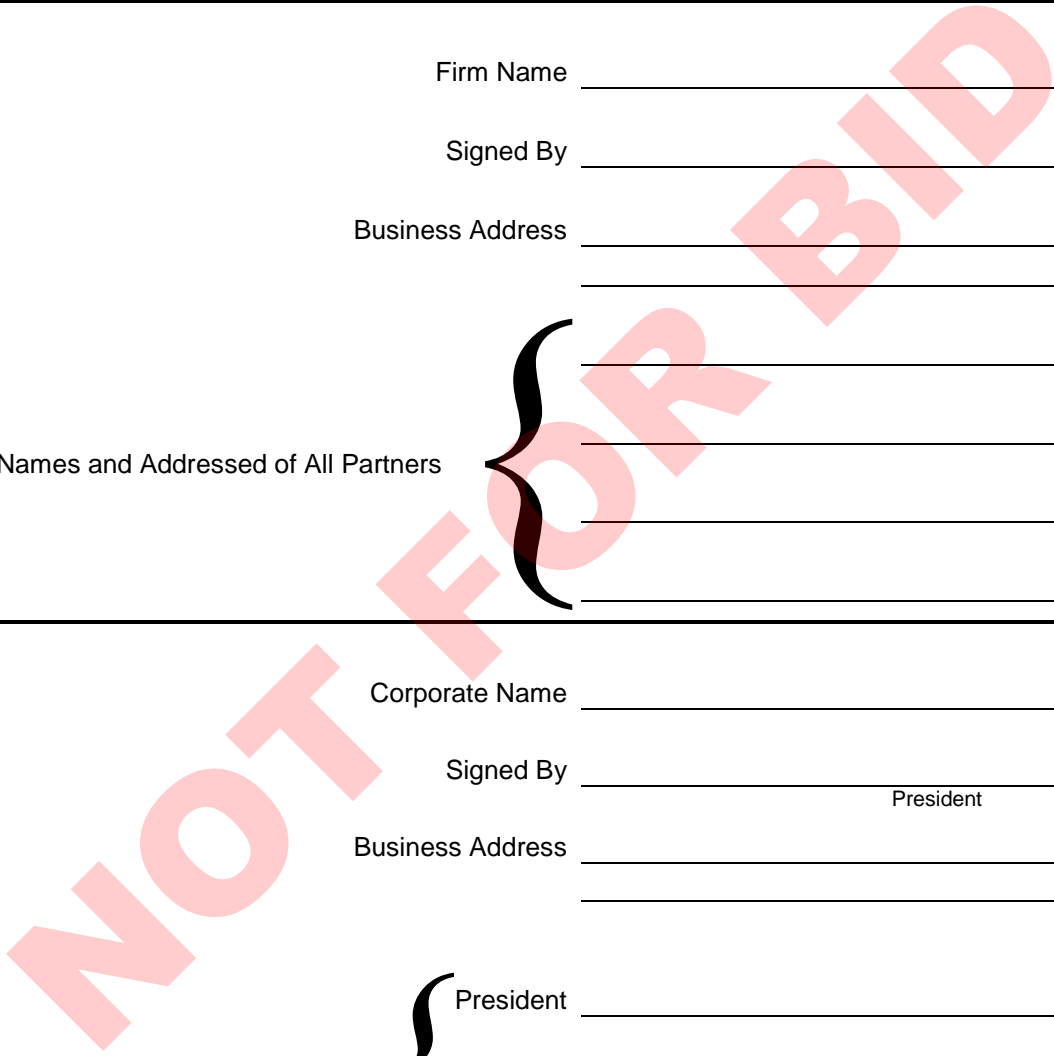 Firm Name
Signed By
Business Address
Names and Addressed of All Partners
Corporate Name
Signed By
President
Business Address
President
NOT FOR BID